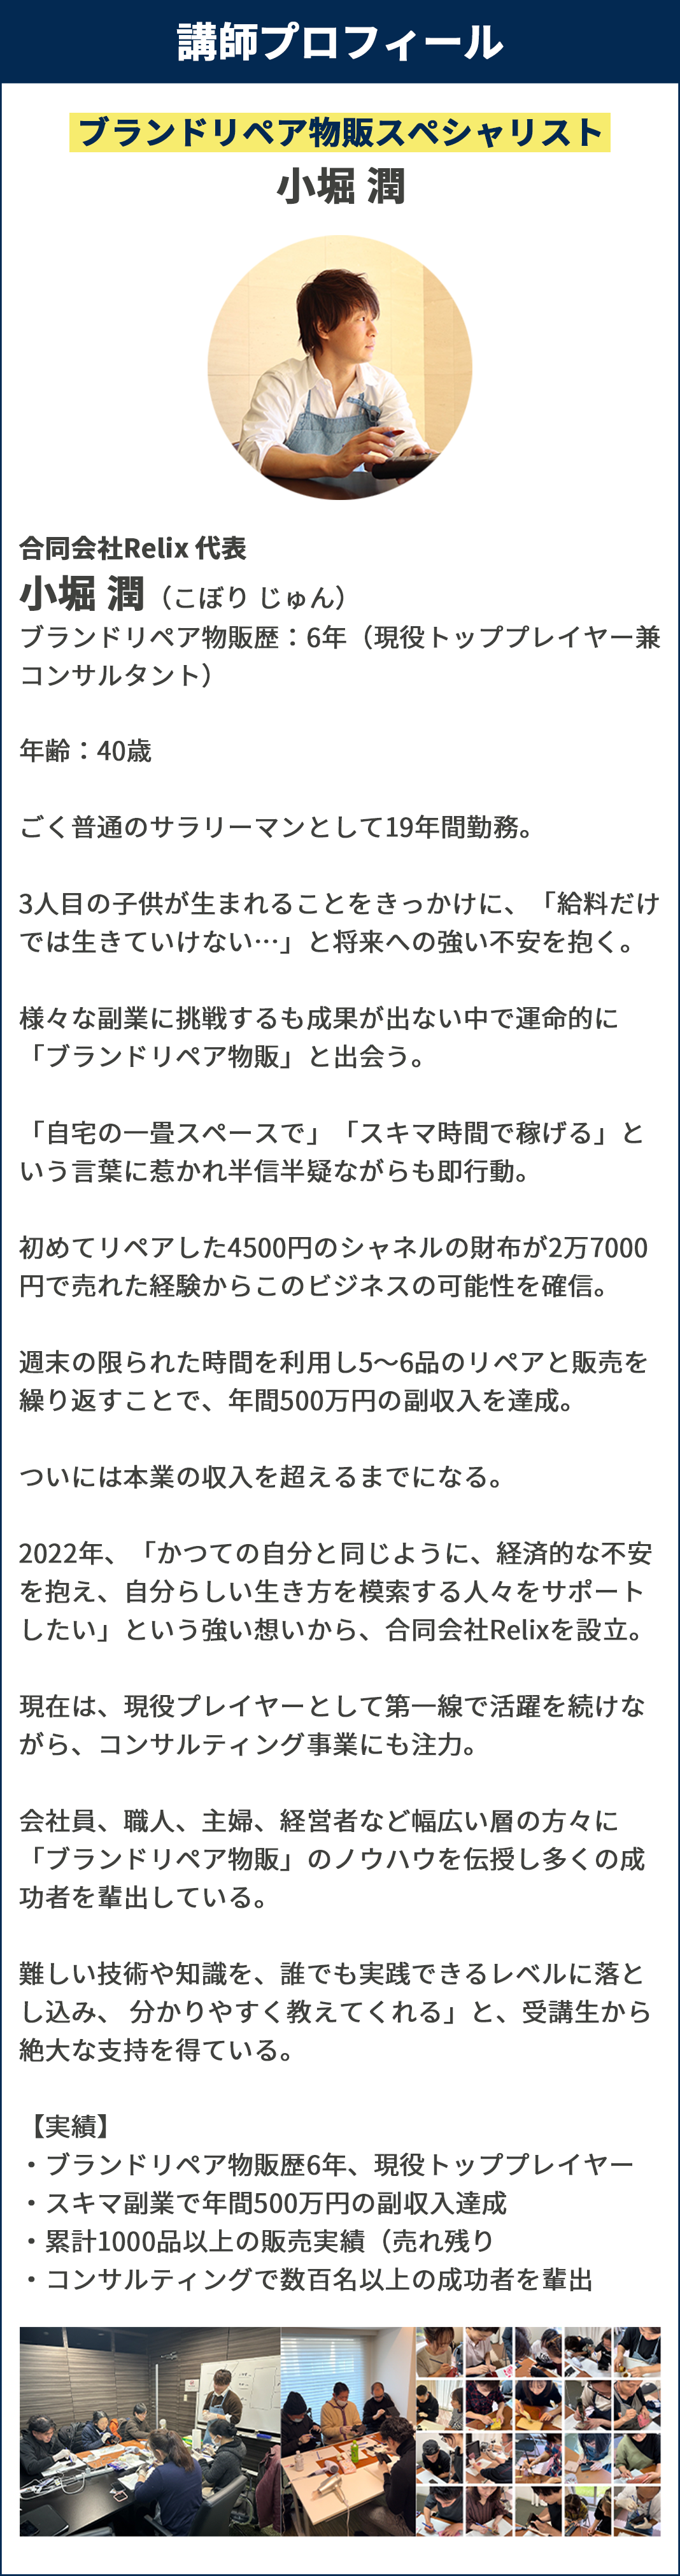 講師プロフィール
ブランドリペア物販スペシャリスト
小堀 潤
合同会社Relix 代表
小堀 潤（こぼり じゅん）
ブランドリペア物販歴：6年（現役トッププレイヤー兼
コンサルタント）
年齢：40歳
ごく普通のサラリーマンとして19年間勤務。
3人目の子供が生まれることをきっかけに、「給料だけ
では生きていけない…」と将来への強い不安を抱く。
様々な副業に挑戦するも成果が出ない中で運命的に
「ブランドリペア物販」と出会う。
「自宅の一畳スペースで」「スキマ時間で稼げる」と
いう言葉に惹かれ半信半疑ながらも即行動。
初めてリペアした4500円のシャネルの財布が2万7000
円で売れた経験からこのビジネスの可能性を確信。
週末の限られた時間を利用し5〜6品のリペアと販売を
繰り返すことで、年間500万円の副収入を達成。
ついには本業の収入を超えるまでになる。
2022年、「かつての自分と同じように、経済的な不安
を抱え、自分らしい生き方を模索する人々をサポート
したい」という強い想いから、合同会社Relixを設立。
現在は、現役プレイヤーとして第一線で活躍を続けな
がら、コンサルティング事業にも注力。
会社員、職人、主婦、経営者など幅広い層の方々に
「ブランドリペア物販」のノウハウを伝授し多くの成
功者を輩出している。
難しい技術や知識を、誰でも実践できるレベルに落と
し込み、 分かりやすく教えてくれる」と、受講生から
絶大な支持を得ている。
【実績】
・ブランドリペア物販歴6年、現役トッププレイヤー
・スキマ副業で年間500万円の副収入達成
・累計1000品以上の販売実績（売れ残り
・コンサルティングで数百名以上の成功者を輩出